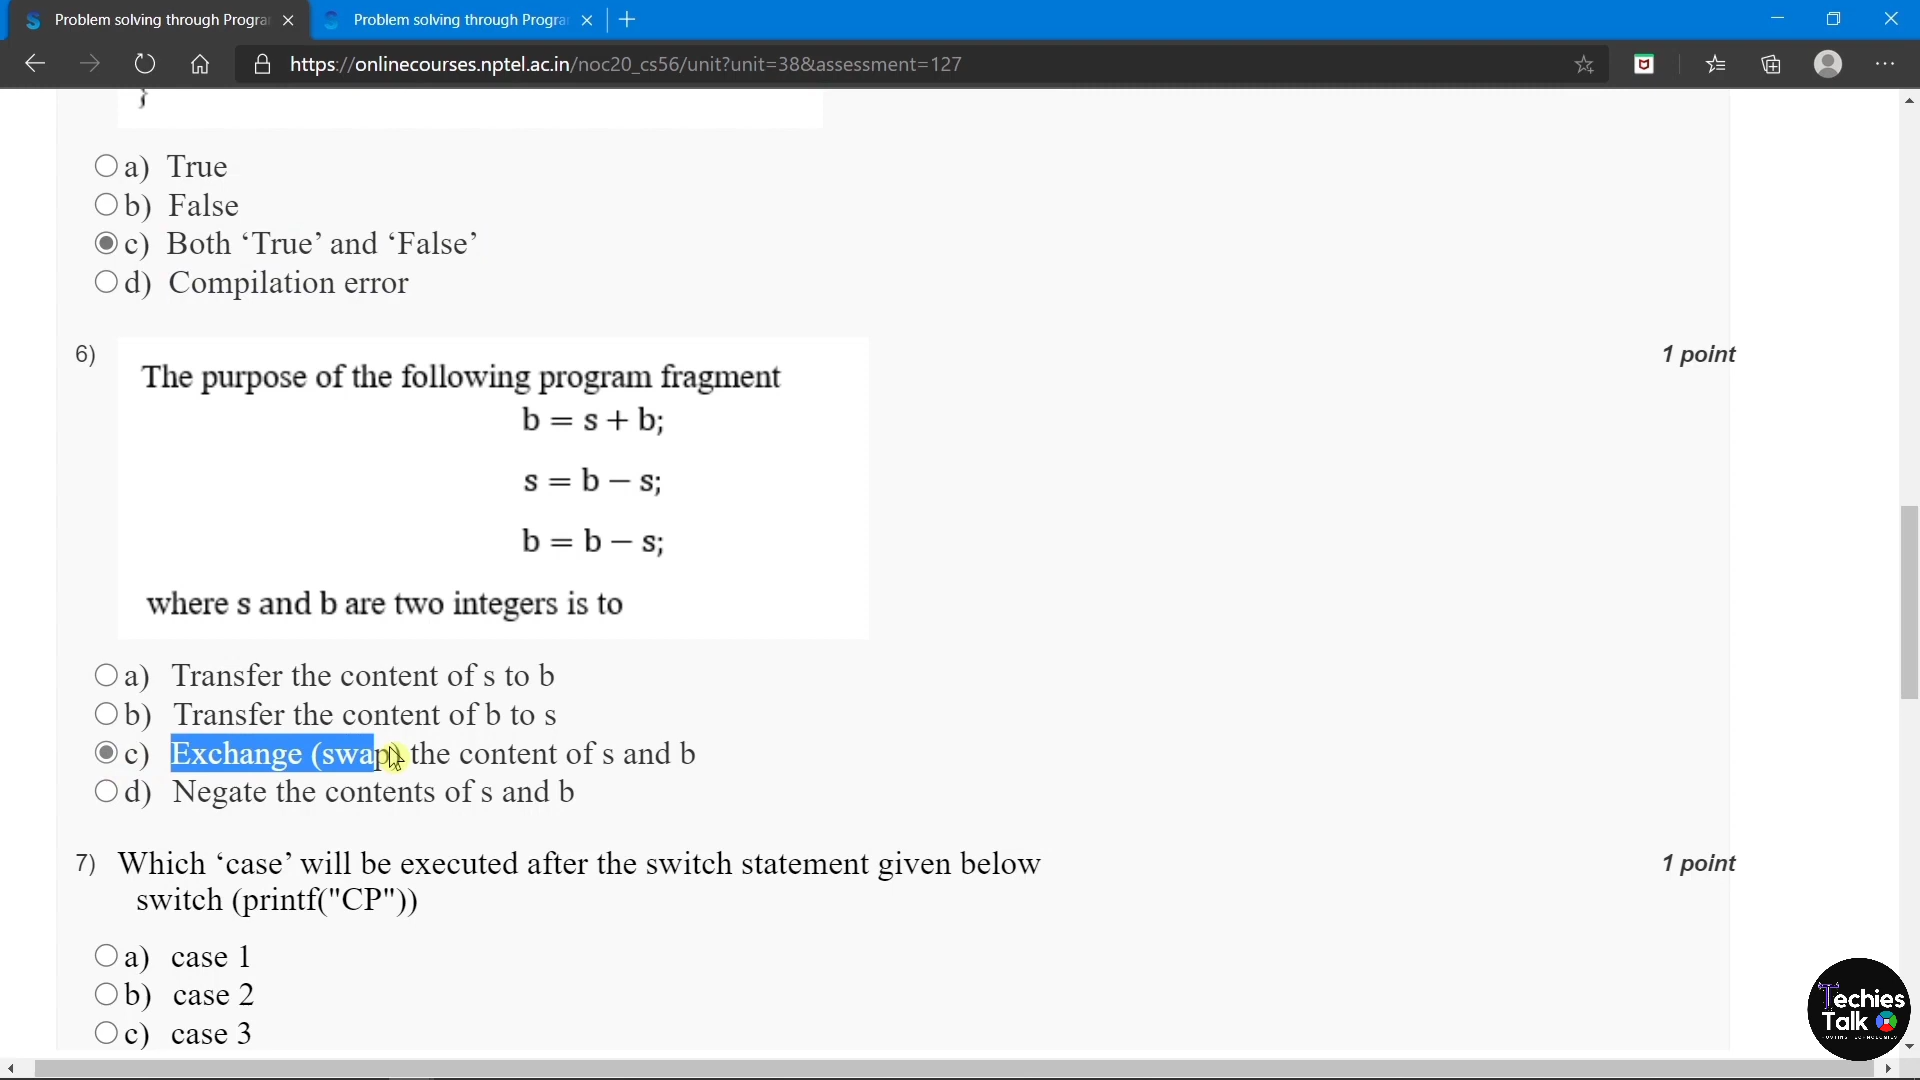 Problem solving through Progra
Problem solving through Progra
https://onlinecourses.nptel.ac.in/noc20_cs56/unit?unit=38&assessment=127
}
a) True
b) False
c) Both ‘True’ and ‘False’
d) Compilation error
6)
1 point
The purpose of the following program fragment
b = s + b;
s = b − s;
b = b − s;
where s and b are two integers is to
a) Transfer the content of s to b
b) Transfer the content of b to s
c) Exchange (swap) the content of s and b
d) Negate the contents of s and b
7) Which ‘case’ will be executed after the switch statement given below
1 point
switch (printf("CP"))
a) case 1
b) case 2
c) case 3
Techies
Talk